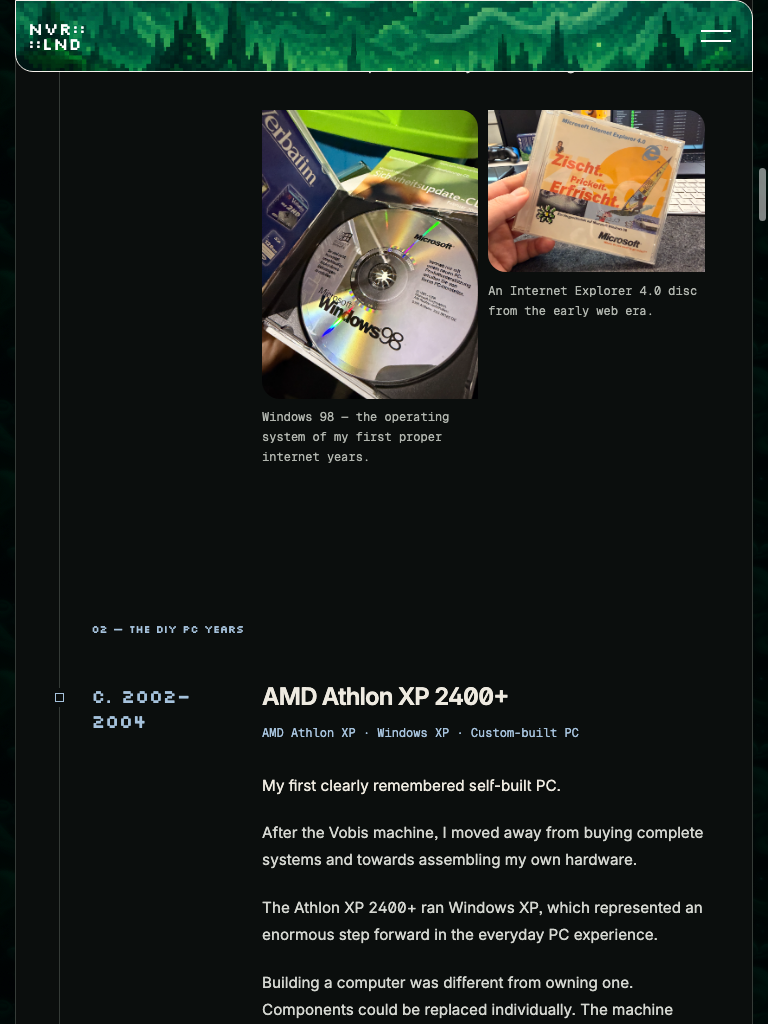 NVR::
::LND
Verbatim
Sicherheitsupdate-CD
Microsoft
Microsoft
Windows 98
Microsoft Internet Explorer 4.0
Zischt.
Prickelt.
Erfrischt.
Microsoft
An Internet Explorer 4.0 disc
from the early web era.
Windows 98 — the operating
system of my first proper
internet years.
02 — THE DIY PC YEARS
C. 2002–
2004
AMD Athlon XP 2400+
AMD Athlon XP · Windows XP · Custom-built PC
My first clearly remembered self-built PC.
After the Vobis machine, I moved away from buying complete
systems and towards assembling my own hardware.
The Athlon XP 2400+ ran Windows XP, which represented an
enormous step forward in the everyday PC experience.
Building a computer was different from owning one.
Components could be replaced individually. The machine